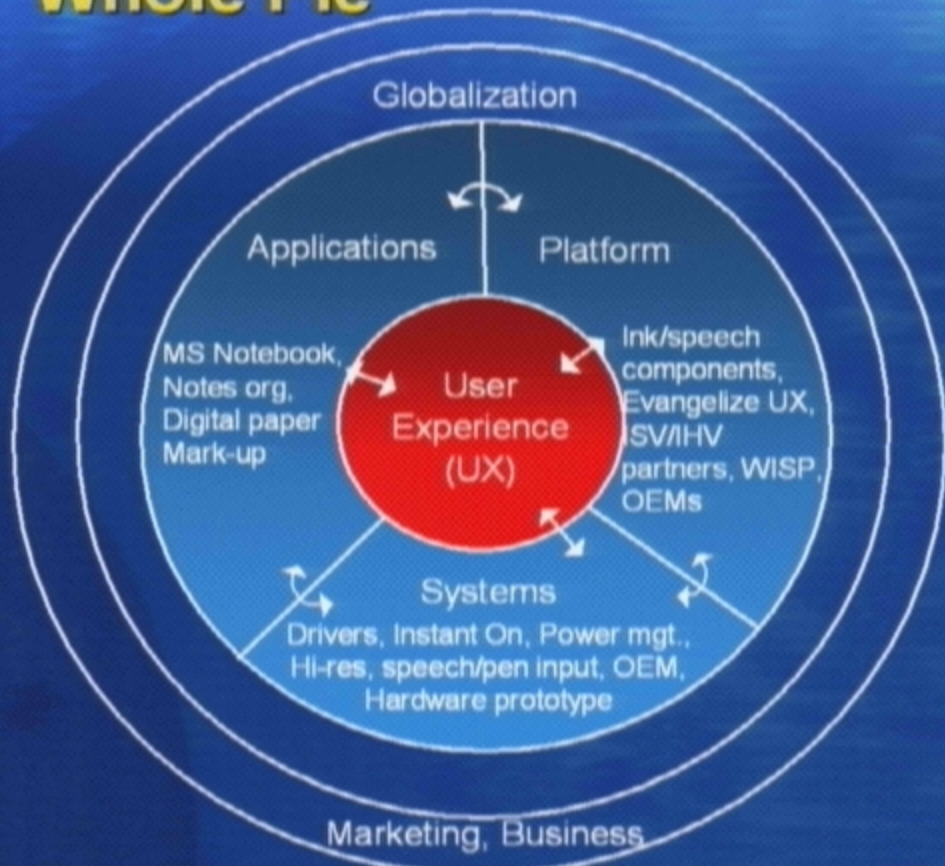 Whole Pie
Globalization
Applications
Platform
MS Notebook,
Notes org,
Digital paper
Mark-up
User
Experience
(UX)
Ink/speech
components,
Evangelize UX,
ISV/IHV
partners, WISP,
OEMs
Systems
Drivers, Instant On, Power mgt.,
Hi-res, speech/pen input, OEM,
Hardware prototype
Marketing, Business